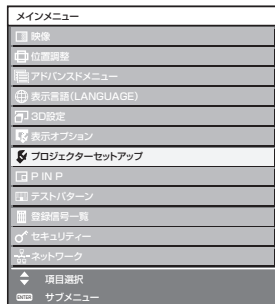 メインメニュー
映像
位置調整
アドバンスドメニュー
表示言語(LANGUAGE)
3D設定
表示オプション
プロジェクターセットアップ
P IN P
テストパターン
登録信号一覧
セキュリティー
ネットワーク
項目選択
ENTER サブメニュー